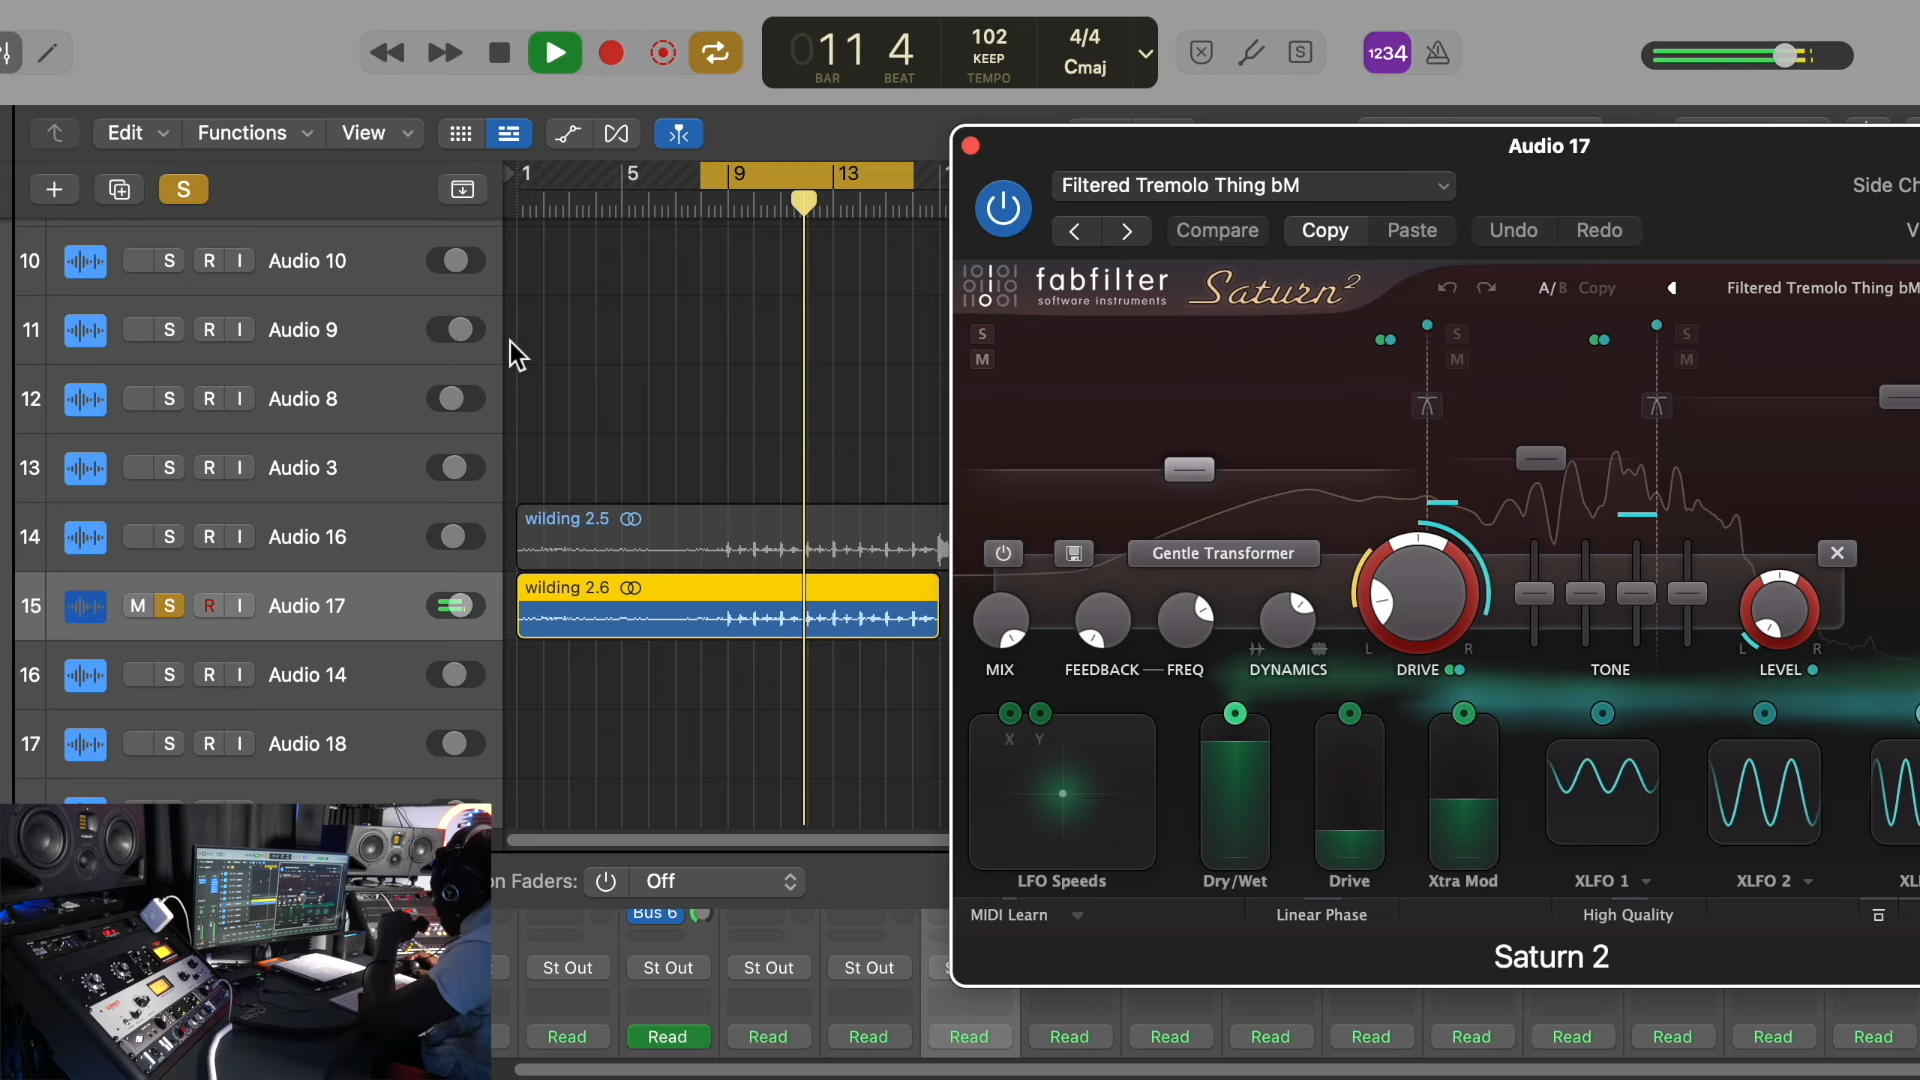 011 4
BAR BEAT
102
KEEP
TEMPO
4/4
Cmaj
S
1234
Edit
Functions
View
S
1
5
9
13
10
S
R
I
Audio 10
11
S
R
I
Audio 9
12
S
R
I
Audio 8
13
S
R
I
Audio 3
14
S
R
I
Audio 16
15
M
S
R
I
Audio 17
16
S
R
I
Audio 14
17
S
R
I
Audio 18
wilding 2.5
wilding 2.6
Audio 17
Filtered Tremolo Thing bM
Side Ch
Compare
Copy
Paste
Undo
Redo
V
fabfilter
software instruments
Saturn 2
A/B
Copy
Filtered Tremolo Thing bM
S
M
S
M
S
M
Gentle Transformer
L
R
L
R
MIX
FEEDBACK
FREQ
DYNAMICS
DRIVE
TONE
LEVEL
X
Y
LFO Speeds
Dry/Wet
Drive
Xtra Mod
XLFO 1
XLFO 2
XL
MIDI Learn
Linear Phase
High Quality
Saturn 2
n Faders:
Off
Bus 6
St Out
St Out
St Out
St Out
Read
Read
Read
Read
Read
Read
Read
Read
Read
Read
Read
Read
Read
Read